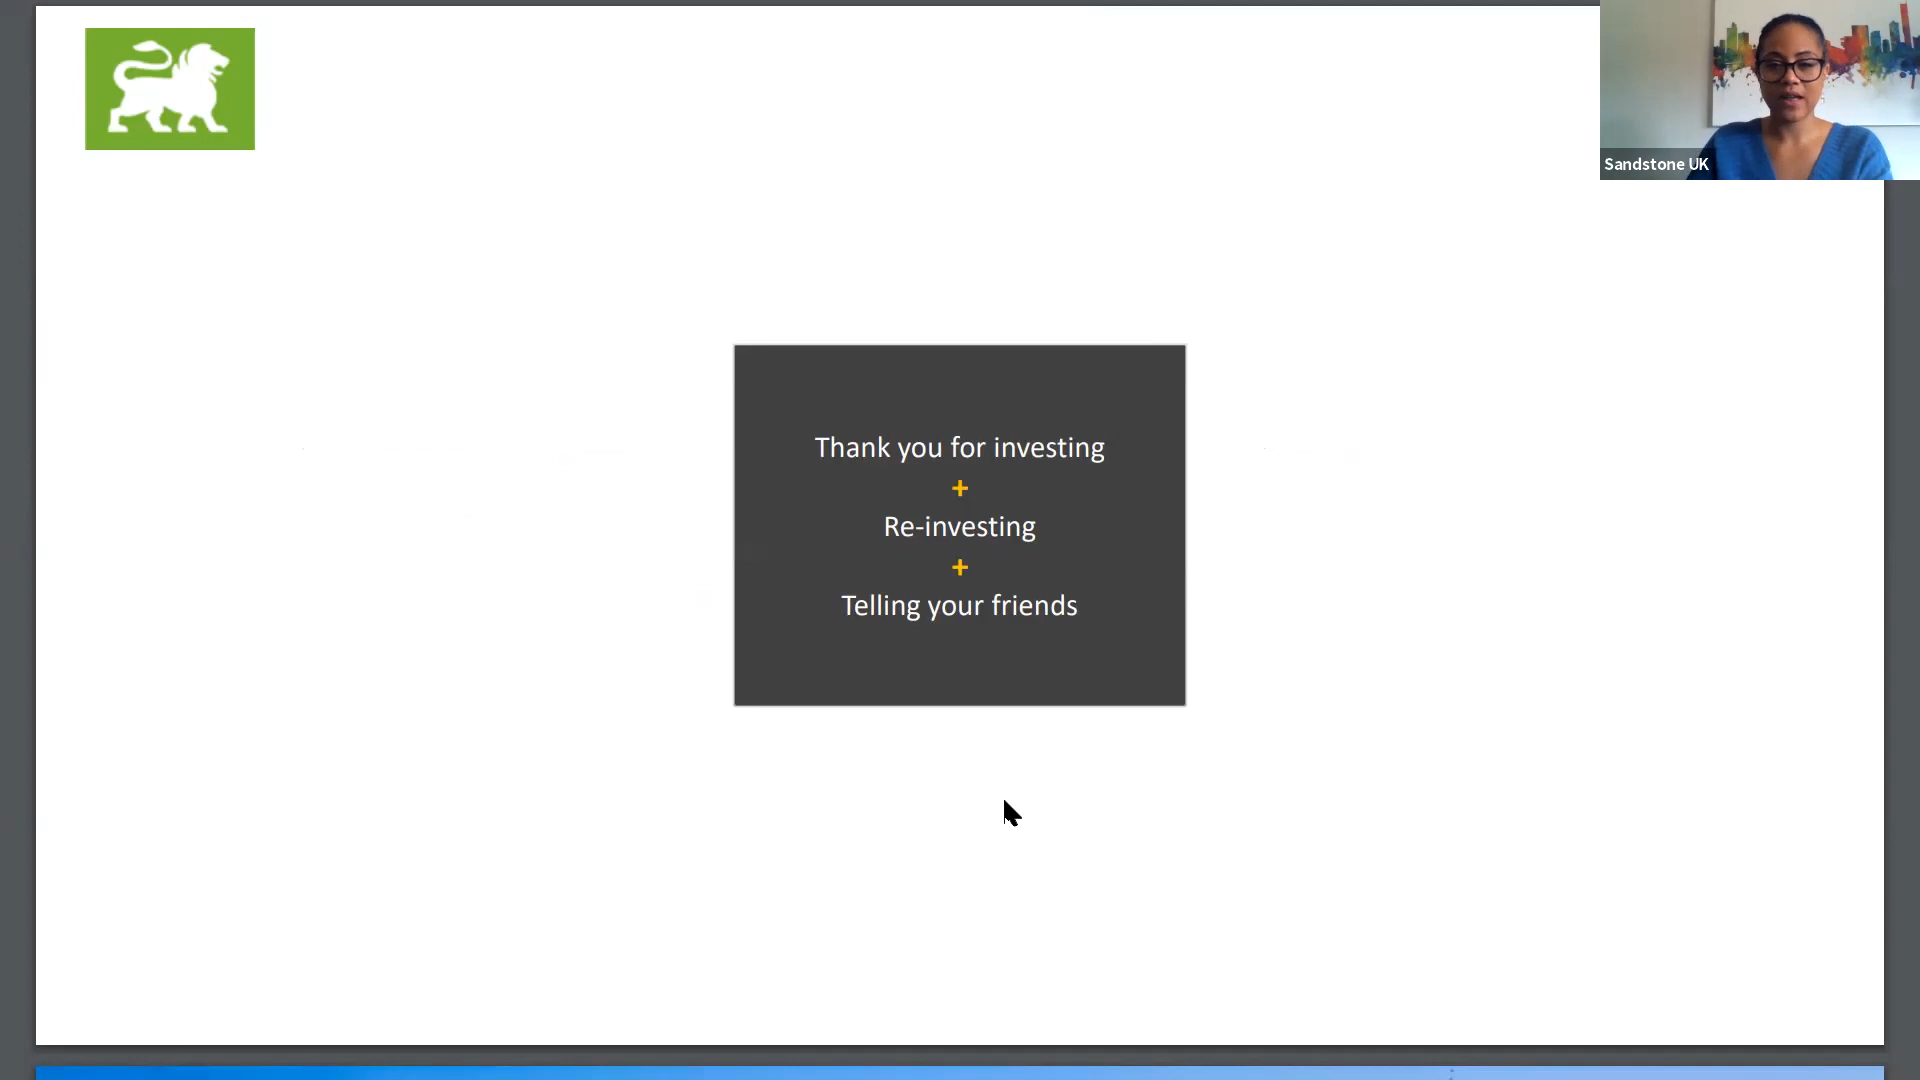 Sandstone UK
Thank you for investing
+
Re-investing
+
Telling your friends